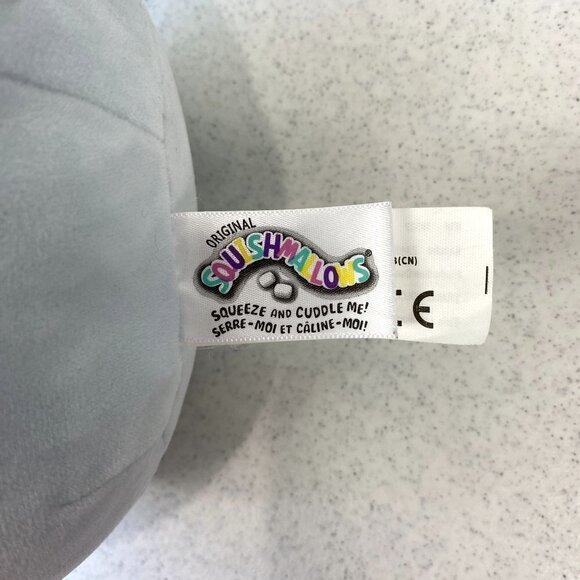 ORIGINAL
SQUISHMALLOWS®
SQUEEZE AND CUDDLE ME!
SERRE-MOI ET CÂLINE-MOI!
(CN)
CE